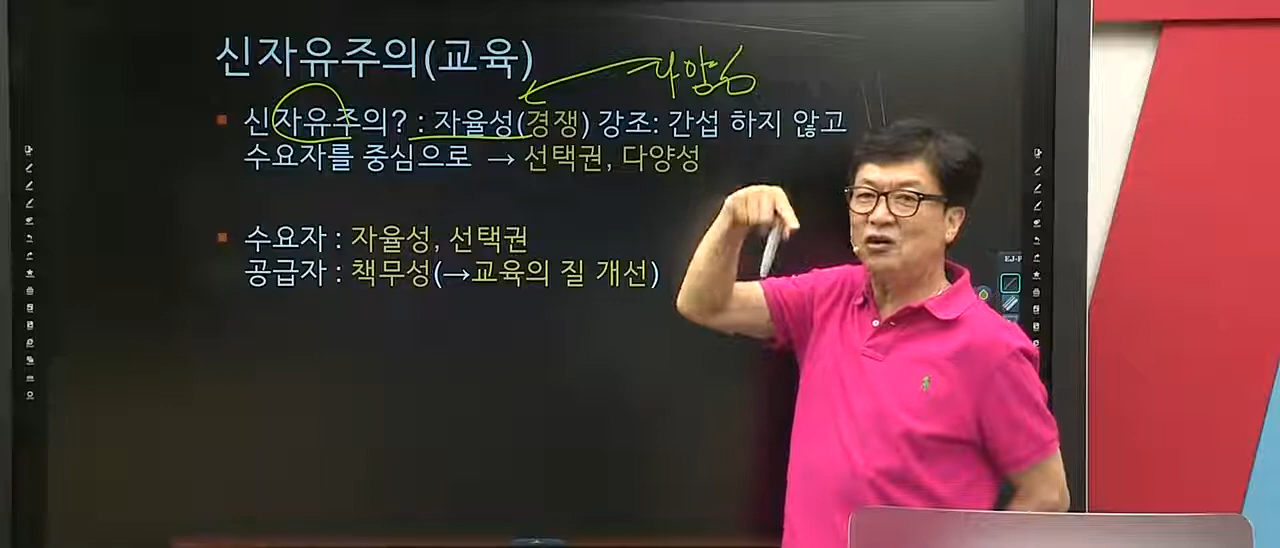 신자유주의(교육)
다양성
▪ 신자유주의? : 자율성(경쟁) 강조: 간섭 하지 않고
수요자를 중심으로 → 선택권, 다양성
▪ 수요자 : 자율성, 선택권
공급자 : 책무성(→교육의 질 개선)